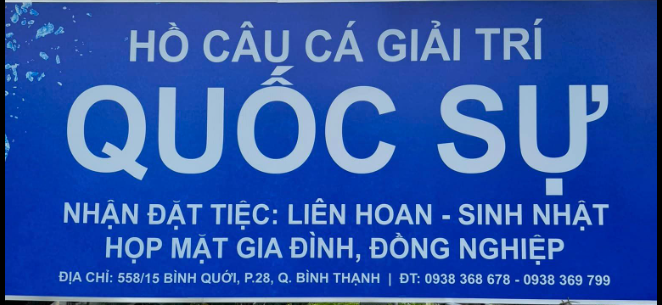 HỒ CÂU CÁ GIẢI TRÍ
QUỐC SỰ
NHẬN ĐẶT TIỆC: LIÊN HOAN - SINH NHẬT
HỌP MẶT GIA ĐÌNH, ĐỒNG NGHIỆP
ĐỊA CHỈ: 558/15 BÌNH QUỚI, P.28, Q. BÌNH THẠNH | ĐT: 0938 368 678 - 0938 369 799